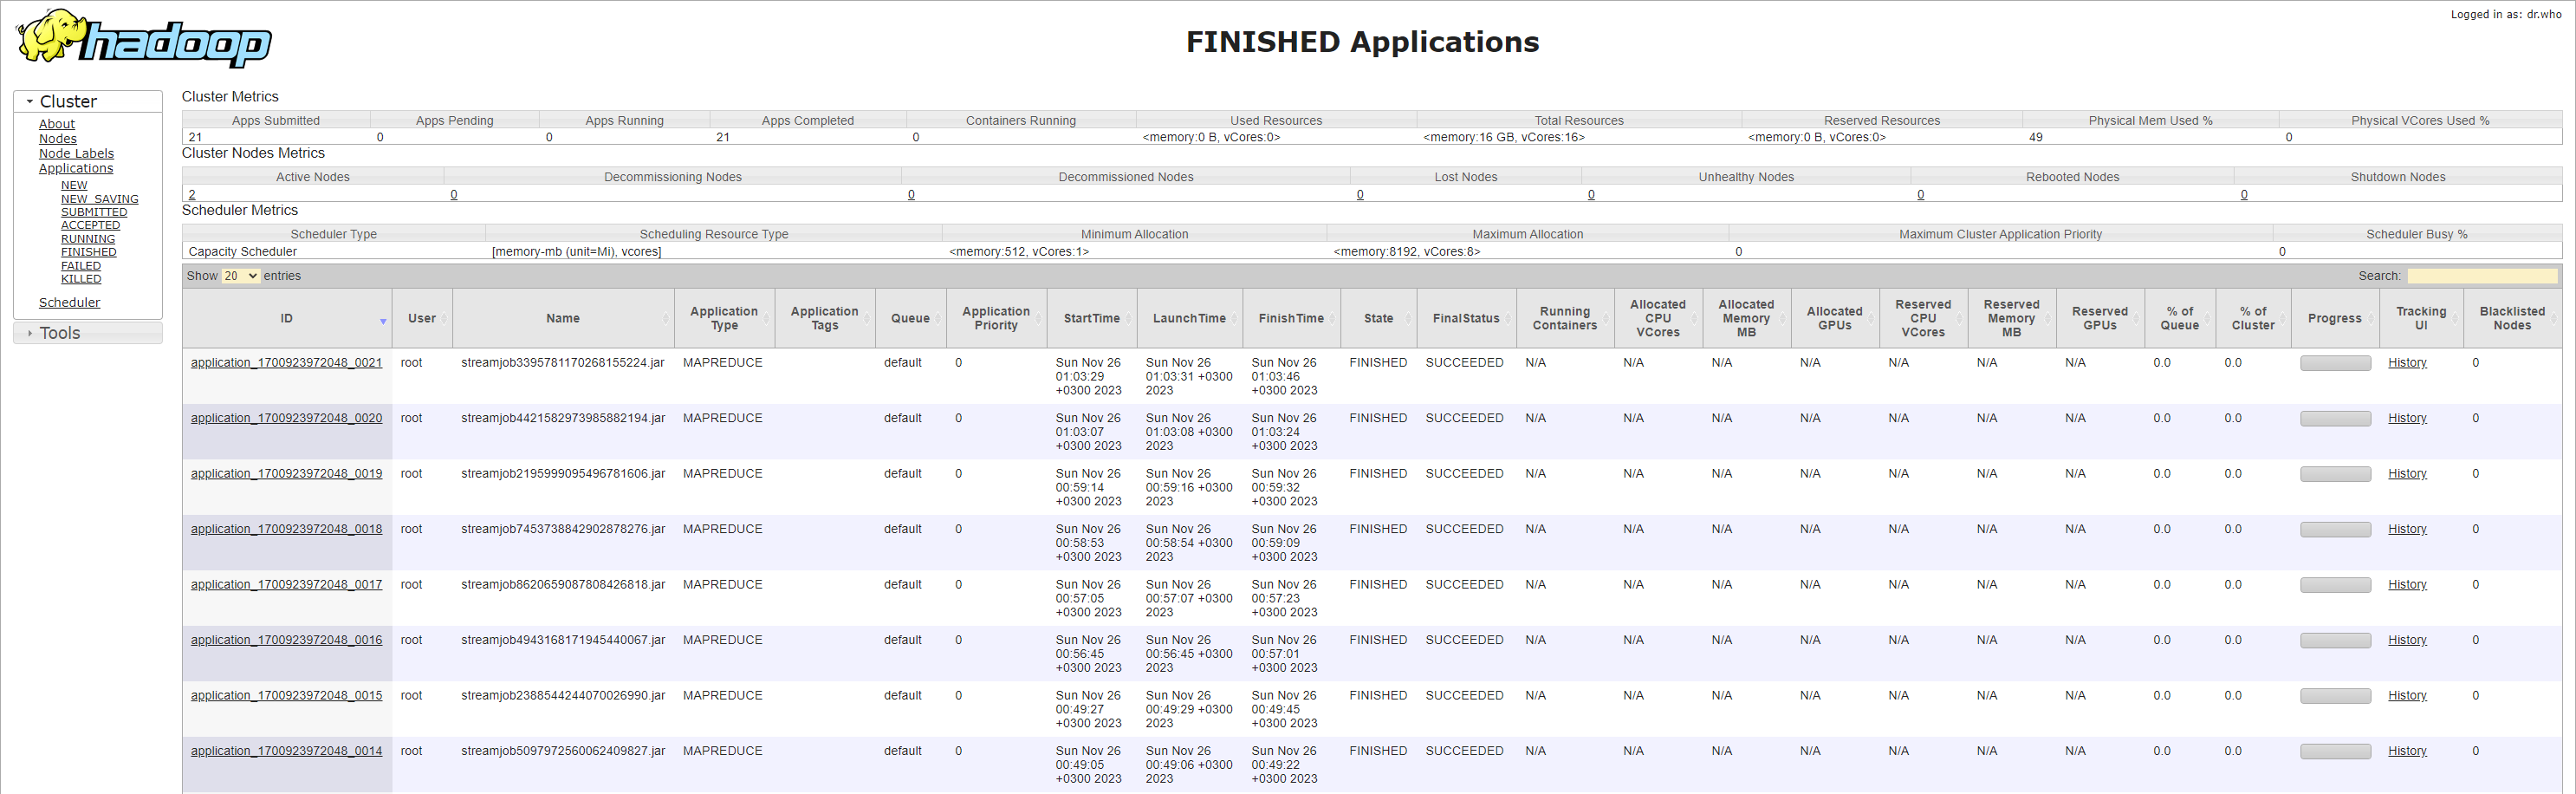 hadoop
Logged in as: dr.who
FINISHED Applications
Cluster
About
Nodes
Node Labels
Applications
NEW
NEW_SAVING
SUBMITTED
ACCEPTED
RUNNING
FINISHED
FAILED
KILLED
Scheduler
Tools
Cluster Metrics
Apps Submitted Apps Pending Apps Running Apps Completed Containers Running Used Resources Total Resources Reserved Resources Physical Mem Used % Physical VCores Used %
21 0 0 21 0 <memory:0 B, vCores:0> <memory:16 GB, vCores:16> <memory:0 B, vCores:0> 49 0
Cluster Nodes Metrics
Active Nodes Decommissioning Nodes Decommissioned Nodes Lost Nodes Unhealthy Nodes Rebooted Nodes Shutdown Nodes
2 0 0 0 0 0 0
Scheduler Metrics
Scheduler Type Scheduling Resource Type Minimum Allocation Maximum Allocation Maximum Cluster Application Priority Scheduler Busy %
Capacity Scheduler [memory-mb (unit=Mi), vcores] <memory:512, vCores:1> <memory:8192, vCores:8> 0 0
Show 20 entries Search:
ID User Name Application Type Application Tags Queue Application Priority StartTime LaunchTime FinishTime State FinalStatus Running Containers Allocated CPU VCores Allocated Memory MB Allocated GPUs Reserved CPU VCores Reserved Memory MB Reserved GPUs % of Queue % of Cluster Progress Tracking UI Blacklisted Nodes
application_1700923972048_0021 root streamjob3395781170268155224.jar MAPREDUCE default 0 Sun Nov 26 01:03:29 +0300 2023 Sun Nov 26 01:03:31 +0300 2023 Sun Nov 26 01:03:46 +0300 2023 FINISHED SUCCEEDED N/A N/A N/A N/A N/A N/A N/A 0.0 0.0 History 0
application_1700923972048_0020 root streamjob4421582973985882194.jar MAPREDUCE default 0 Sun Nov 26 01:03:07 +0300 2023 Sun Nov 26 01:03:08 +0300 2023 Sun Nov 26 01:03:24 +0300 2023 FINISHED SUCCEEDED N/A N/A N/A N/A N/A N/A N/A 0.0 0.0 History 0
application_1700923972048_0019 root streamjob2195999095496781606.jar MAPREDUCE default 0 Sun Nov 26 00:59:14 +0300 2023 Sun Nov 26 00:59:16 +0300 2023 Sun Nov 26 00:59:32 +0300 2023 FINISHED SUCCEEDED N/A N/A N/A N/A N/A N/A N/A 0.0 0.0 History 0
application_1700923972048_0018 root streamjob7453738842902878276.jar MAPREDUCE default 0 Sun Nov 26 00:58:53 +0300 2023 Sun Nov 26 00:58:54 +0300 2023 Sun Nov 26 00:59:09 +0300 2023 FINISHED SUCCEEDED N/A N/A N/A N/A N/A N/A N/A 0.0 0.0 History 0
application_1700923972048_0017 root streamjob8620659087808426818.jar MAPREDUCE default 0 Sun Nov 26 00:57:05 +0300 2023 Sun Nov 26 00:57:07 +0300 2023 Sun Nov 26 00:57:23 +0300 2023 FINISHED SUCCEEDED N/A N/A N/A N/A N/A N/A N/A 0.0 0.0 History 0
application_1700923972048_0016 root streamjob4943168171945440067.jar MAPREDUCE default 0 Sun Nov 26 00:56:45 +0300 2023 Sun Nov 26 00:56:45 +0300 2023 Sun Nov 26 00:57:01 +0300 2023 FINISHED SUCCEEDED N/A N/A N/A N/A N/A N/A N/A 0.0 0.0 History 0
application_1700923972048_0015 root streamjob2388544244070026990.jar MAPREDUCE default 0 Sun Nov 26 00:49:27 +0300 2023 Sun Nov 26 00:49:29 +0300 2023 Sun Nov 26 00:49:45 +0300 2023 FINISHED SUCCEEDED N/A N/A N/A N/A N/A N/A N/A 0.0 0.0 History 0
application_1700923972048_0014 root streamjob5097972560062409827.jar MAPREDUCE default 0 Sun Nov 26 00:49:05 +0300 2023 Sun Nov 26 00:49:06 +0300 2023 Sun Nov 26 00:49:22 +0300 2023 FINISHED SUCCEEDED N/A N/A N/A N/A N/A N/A N/A 0.0 0.0 History 0